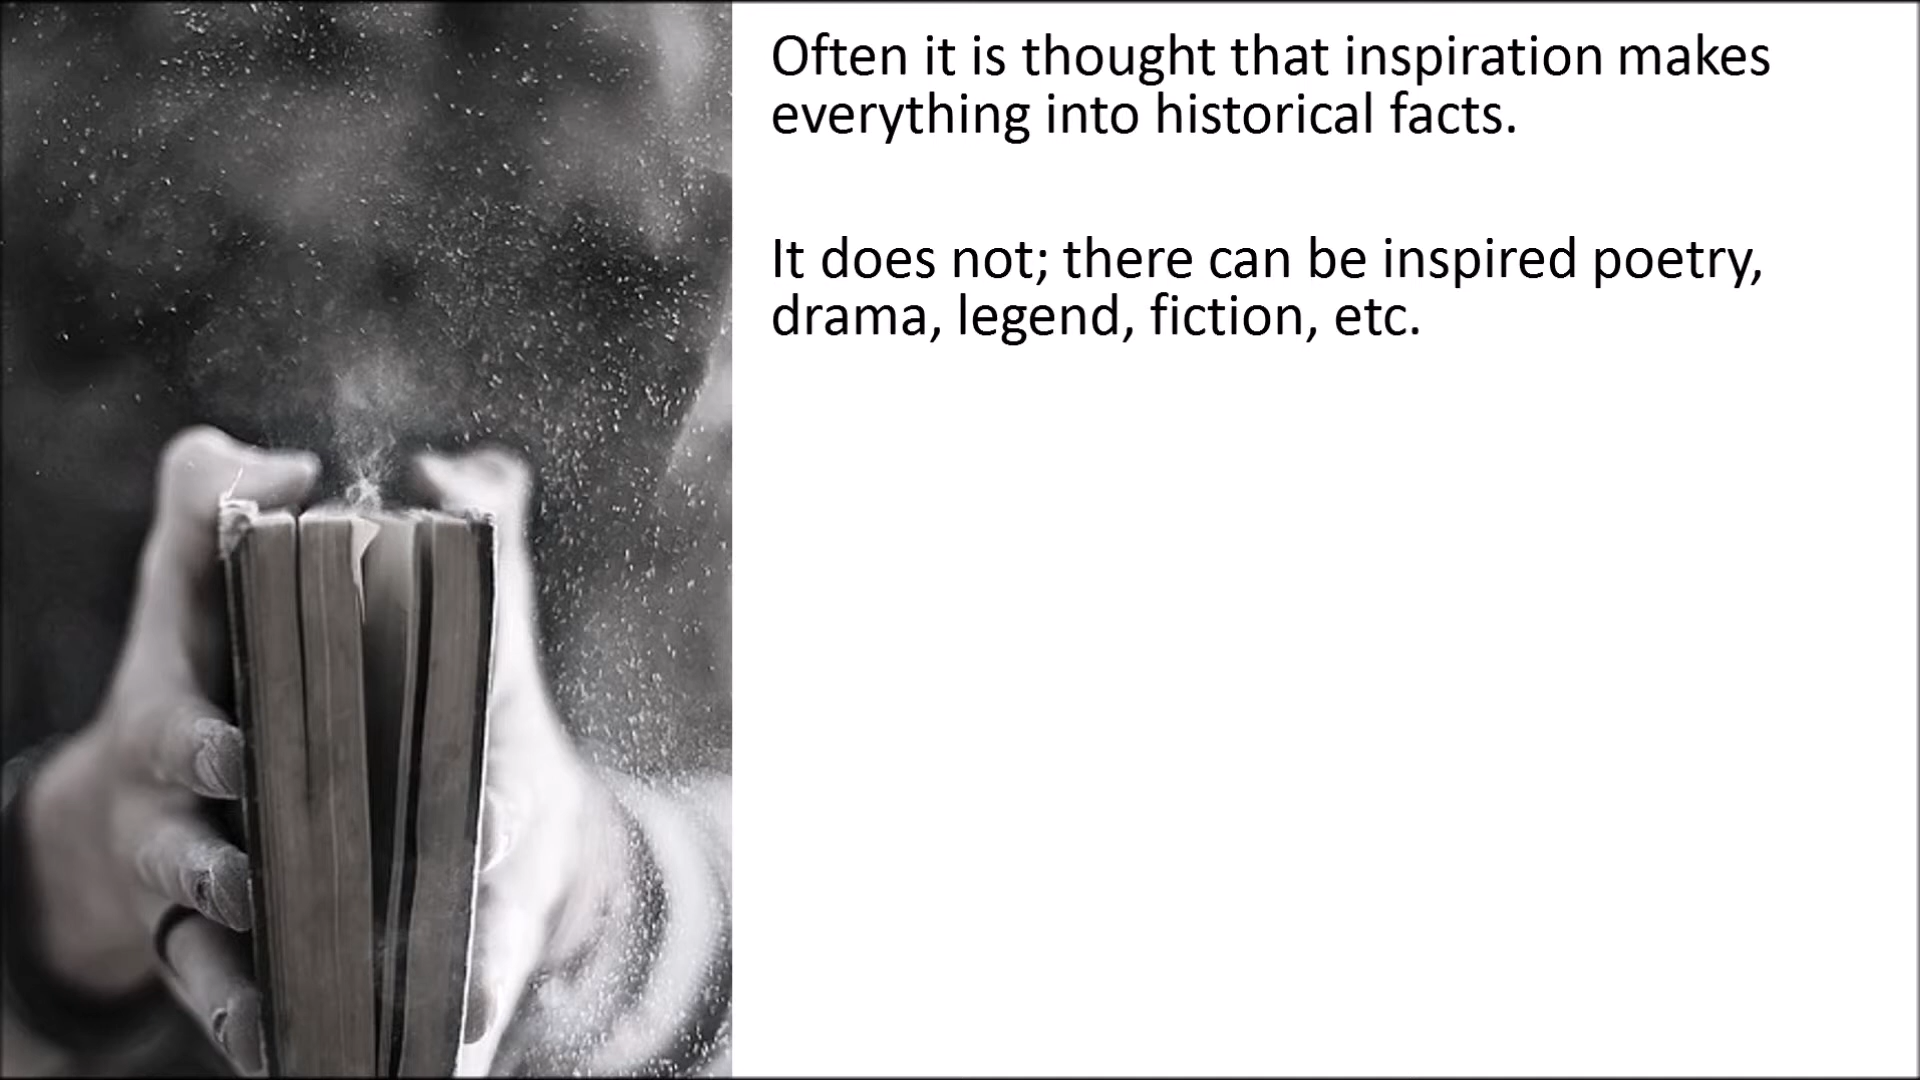 Often it is thought that inspiration makes
everything into historical facts.
It does not; there can be inspired poetry,
drama, legend, fiction, etc.